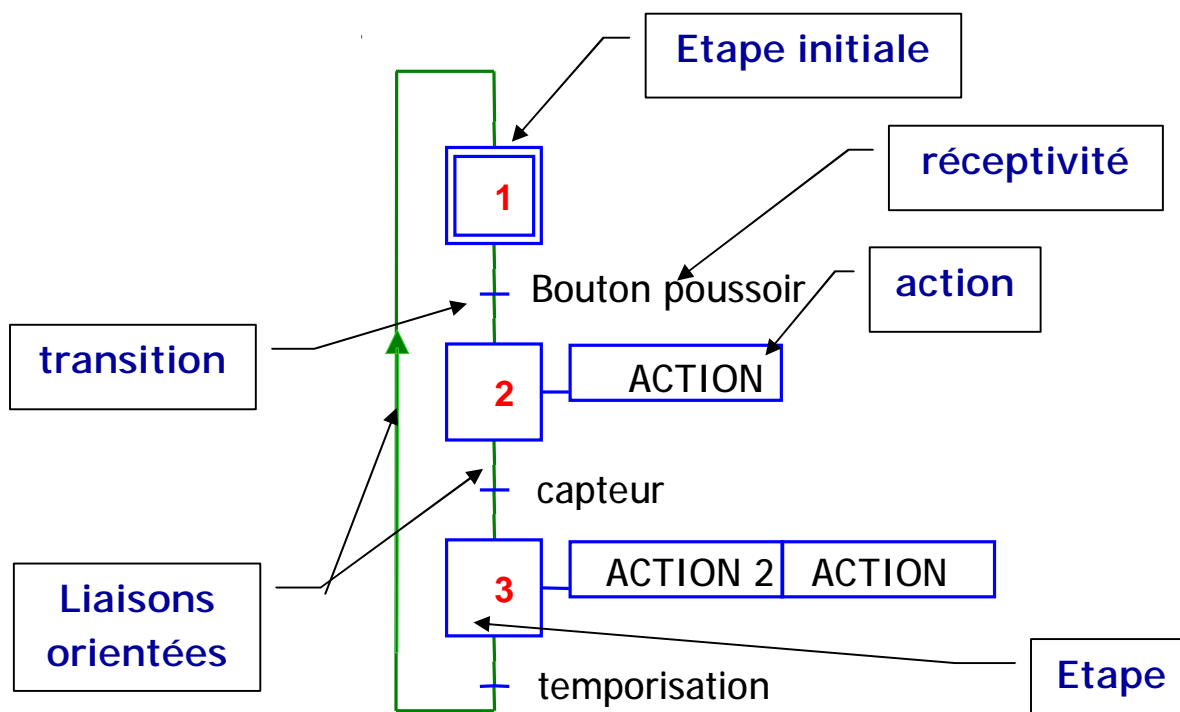 Etape initiale
réceptivité
1
Bouton poussoir
action
transition
2
ACTION
capteur
Liaisons
orientées
3
ACTION 2
ACTION
Etape
temporisation